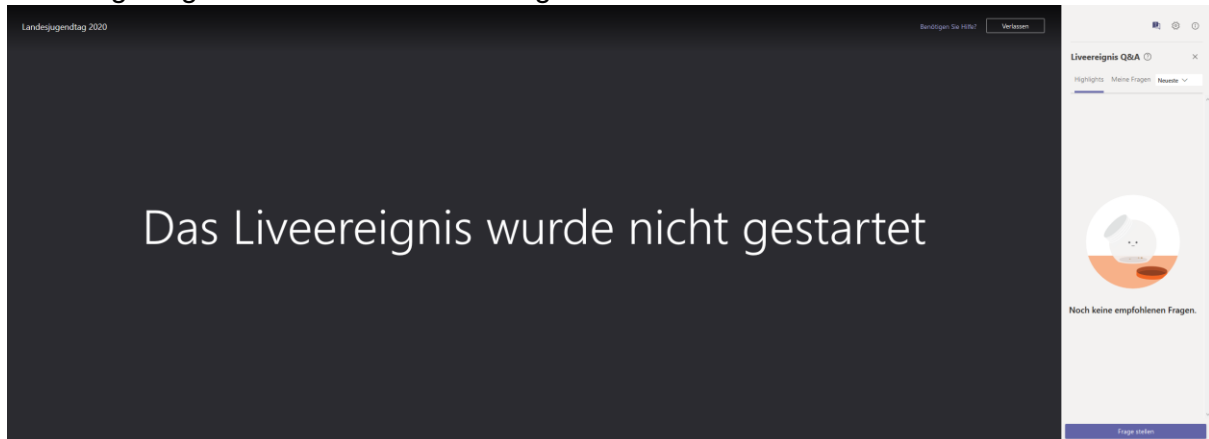 Landesjugendtag 2020
Benötigen Sie Hilfe?
Verlassen
Das Liveereignis wurde nicht gestartet
Liveereignis Q&A
Highlights Meine Fragen Neueste
Noch keine empfohlenen Fragen.
Frage stellen